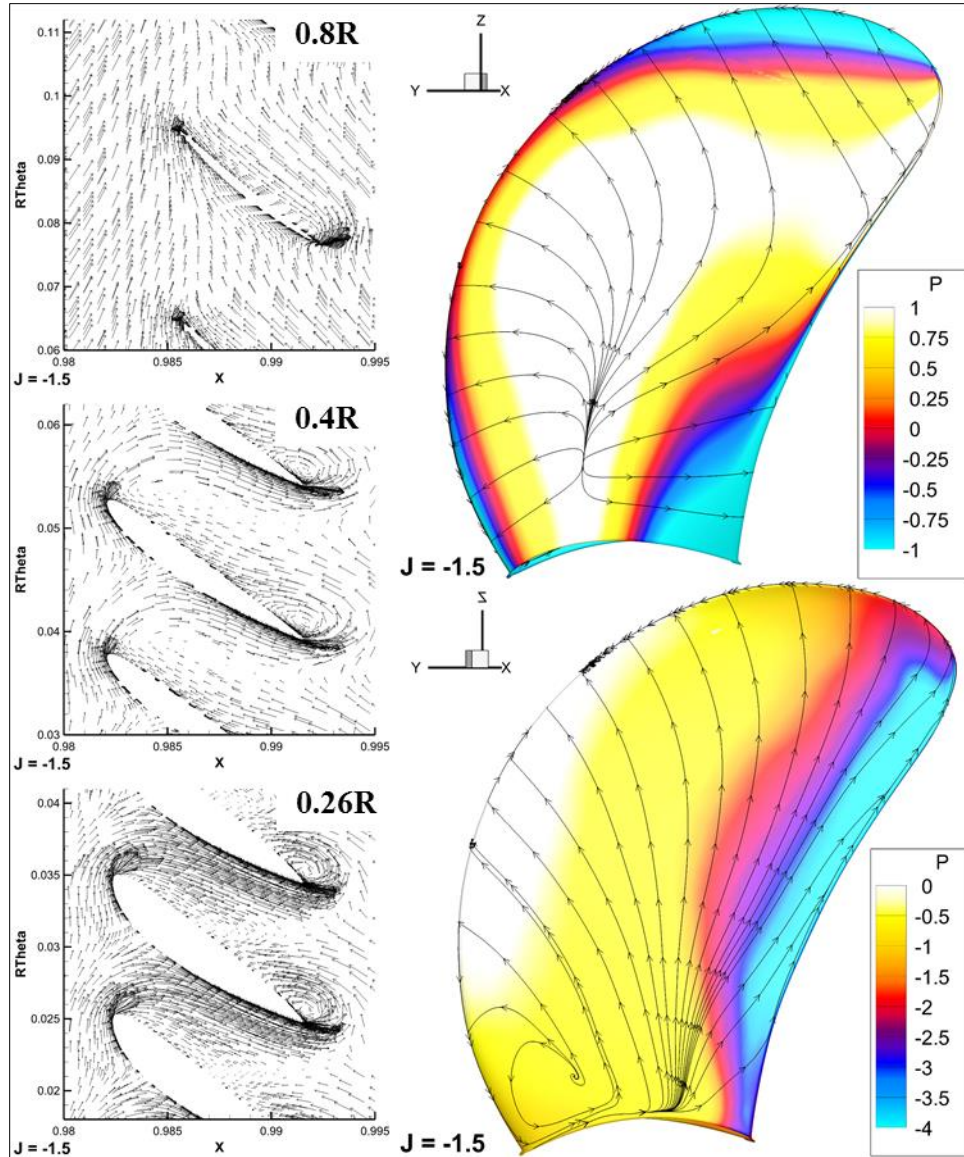 0.8R
0.11
0.1
0.09
0.08
0.07
0.06
RTheta
0.98
0.985
0.99
0.995
J = -1.5
X
0.4R
0.06
0.05
0.04
0.03
RTheta
0.98
0.985
0.99
0.995
J = -1.5
X
0.26R
0.04
0.035
0.03
0.025
0.02
RTheta
0.98
0.985
0.99
0.995
J = -1.5
X
Z
Y
X
P
1
0.75
0.5
0.25
0
-0.25
-0.5
-0.75
-1
J = -1.5
Z
Y
X
P
0
-0.5
-1
-1.5
-2
-2.5
-3
-3.5
-4
J = -1.5